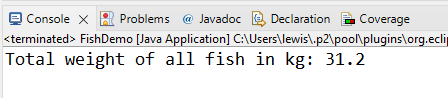 Console Problems Javadoc Declaration Coverage
<terminated> FishDemo [Java Application] C:\Users\lewis\.p2\pool\plugins\org.eclip
Total weight of all fish in kg: 31.2